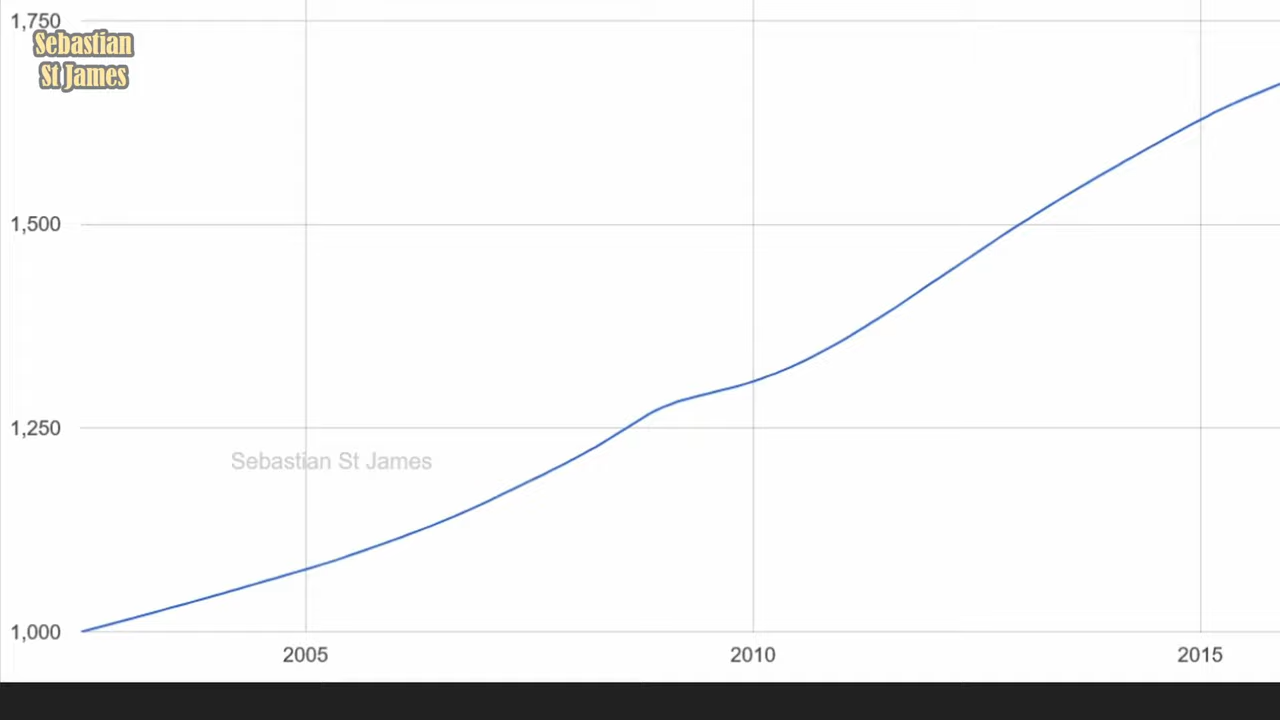 1,750
Sebastian
St James
1,500
1,250
Sebastian St James
1,000
2005 2010 2015